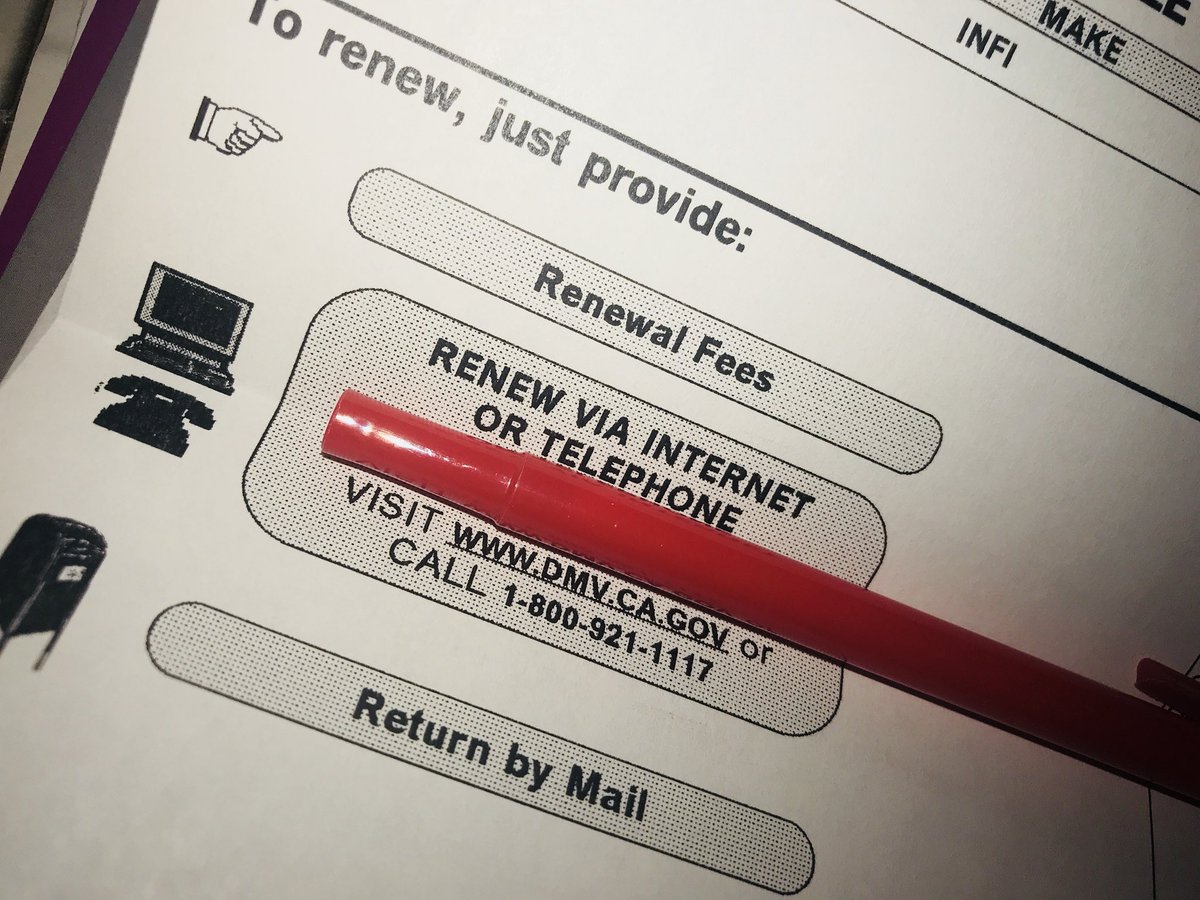 LE
MAKE
INFI
To renew, just provide:
Renewal Fees
RENEW VIA INTERNET
OR TELEPHONE
VISIT WWW.DMV.CA.GOV or
CALL 1-800-921-1117
Return by Mail